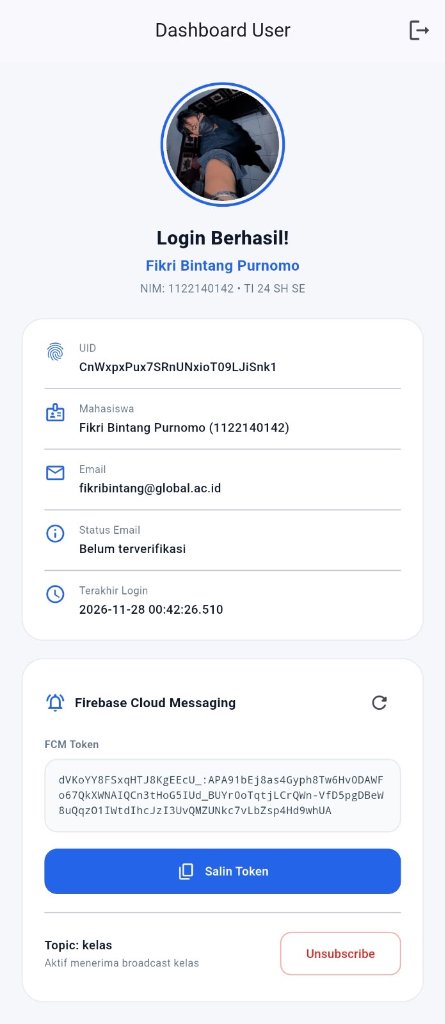 Dashboard User
Login Berhasil!
Fikri Bintang Purnomo
NIM: 1122140142 • TI 24 SH SE
UID
CnWxpxPux7SRnUNxioT09LJiSnk1
Mahasiswa
Fikri Bintang Purnomo (1122140142)
Email
fikribintang@global.ac.id
Status Email
Belum terverifikasi
Terakhir Login
2026-11-28 00:42:26.510
Firebase Cloud Messaging
FCM Token
dVKoYY8FSxqHTJ8KgEEcU_:APA91bEj8as4Gyph8Tw6HvODAWF
o67QkXWNAIQCn3tHoG5IUd_BUYrOoTqtjLCrQWn-VfD5pgDBeW
8uQqzO1IWtdIhcJzI3UvQMZUNkc7vLbZsp4Hd9whUA
Salin Token
Topic: kelas
Aktif menerima broadcast kelas
Unsubscribe